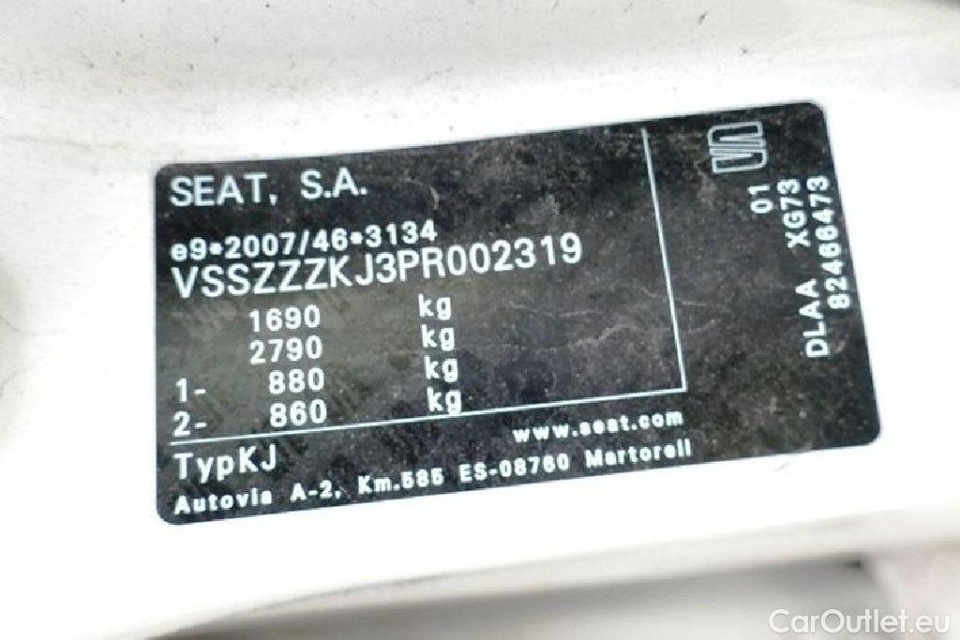 SEAT, S.A.
e9*2007/46*3134
VSSZZZKJ3PR002319
1690 kg
2790 kg
1- 880 kg
2- 860 kg
TypKJ
www.seat.com
Autovia A-2, Km.585 ES-08760 Martorell
01
DLAA XG73
82466473
CarOutlet.eu